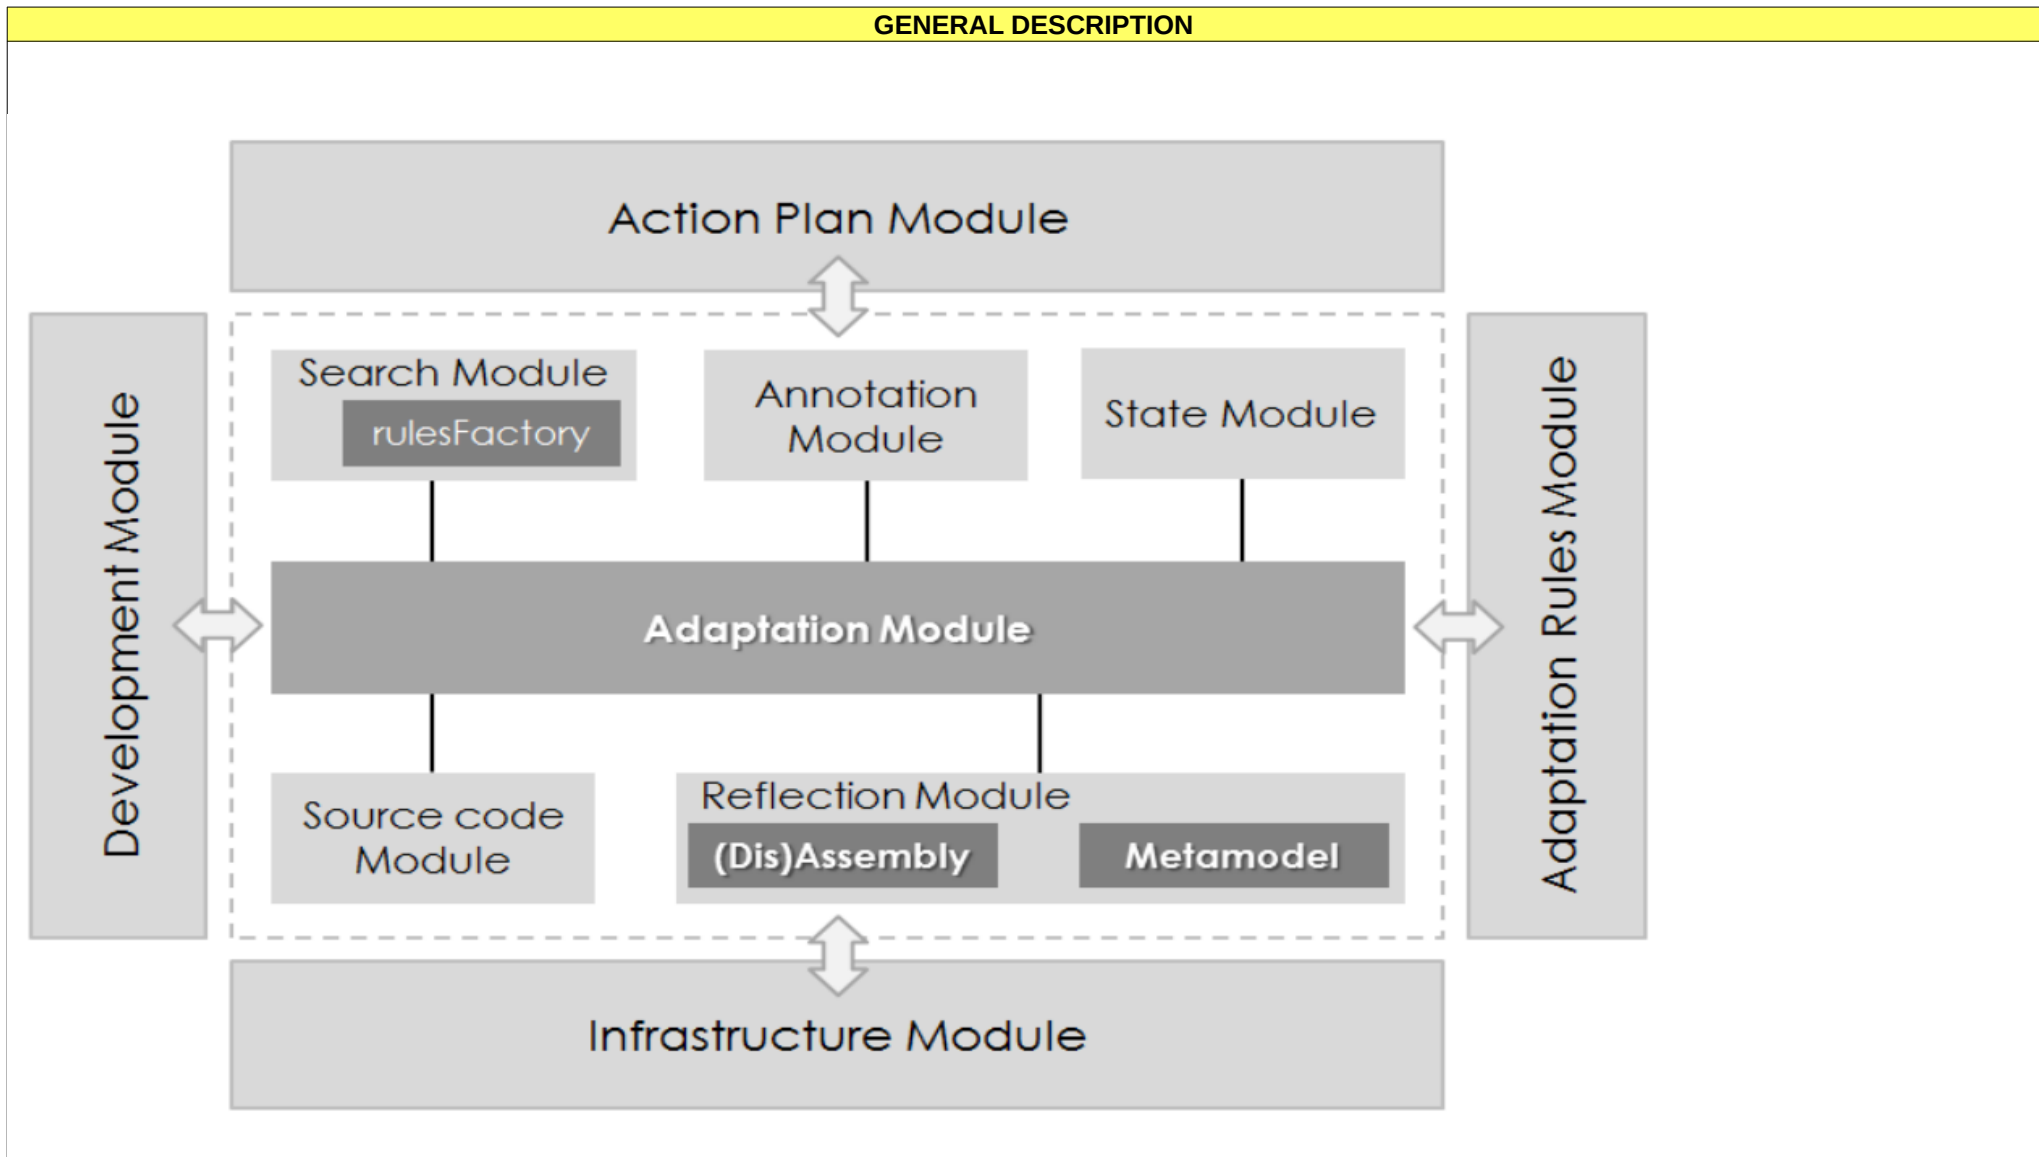 GENERAL DESCRIPTION
Action Plan Module
Development Module
Search Module
rulesFactory
Annotation
Module
State Module
Adaptation Module
Source code
Module
Reflection Module
(Dis)Assembly
Metamodel
Adaptation Rules Module
Infrastructure Module